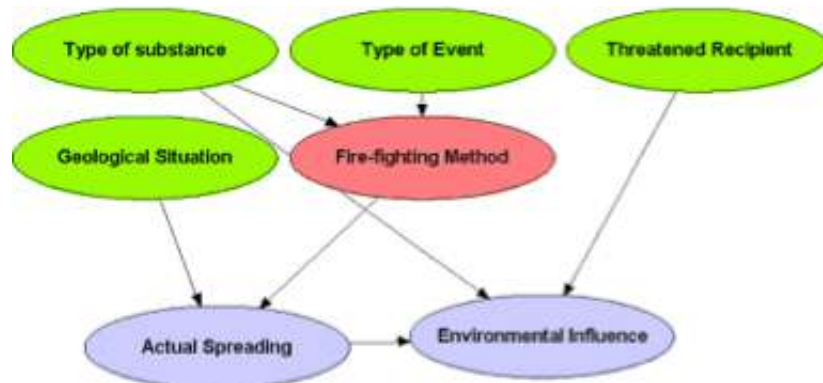 Type of substance
Type of Event
Threatened Recipient
Geological Situation
Fire-fighting Method
Actual Spreading
Environmental Influence